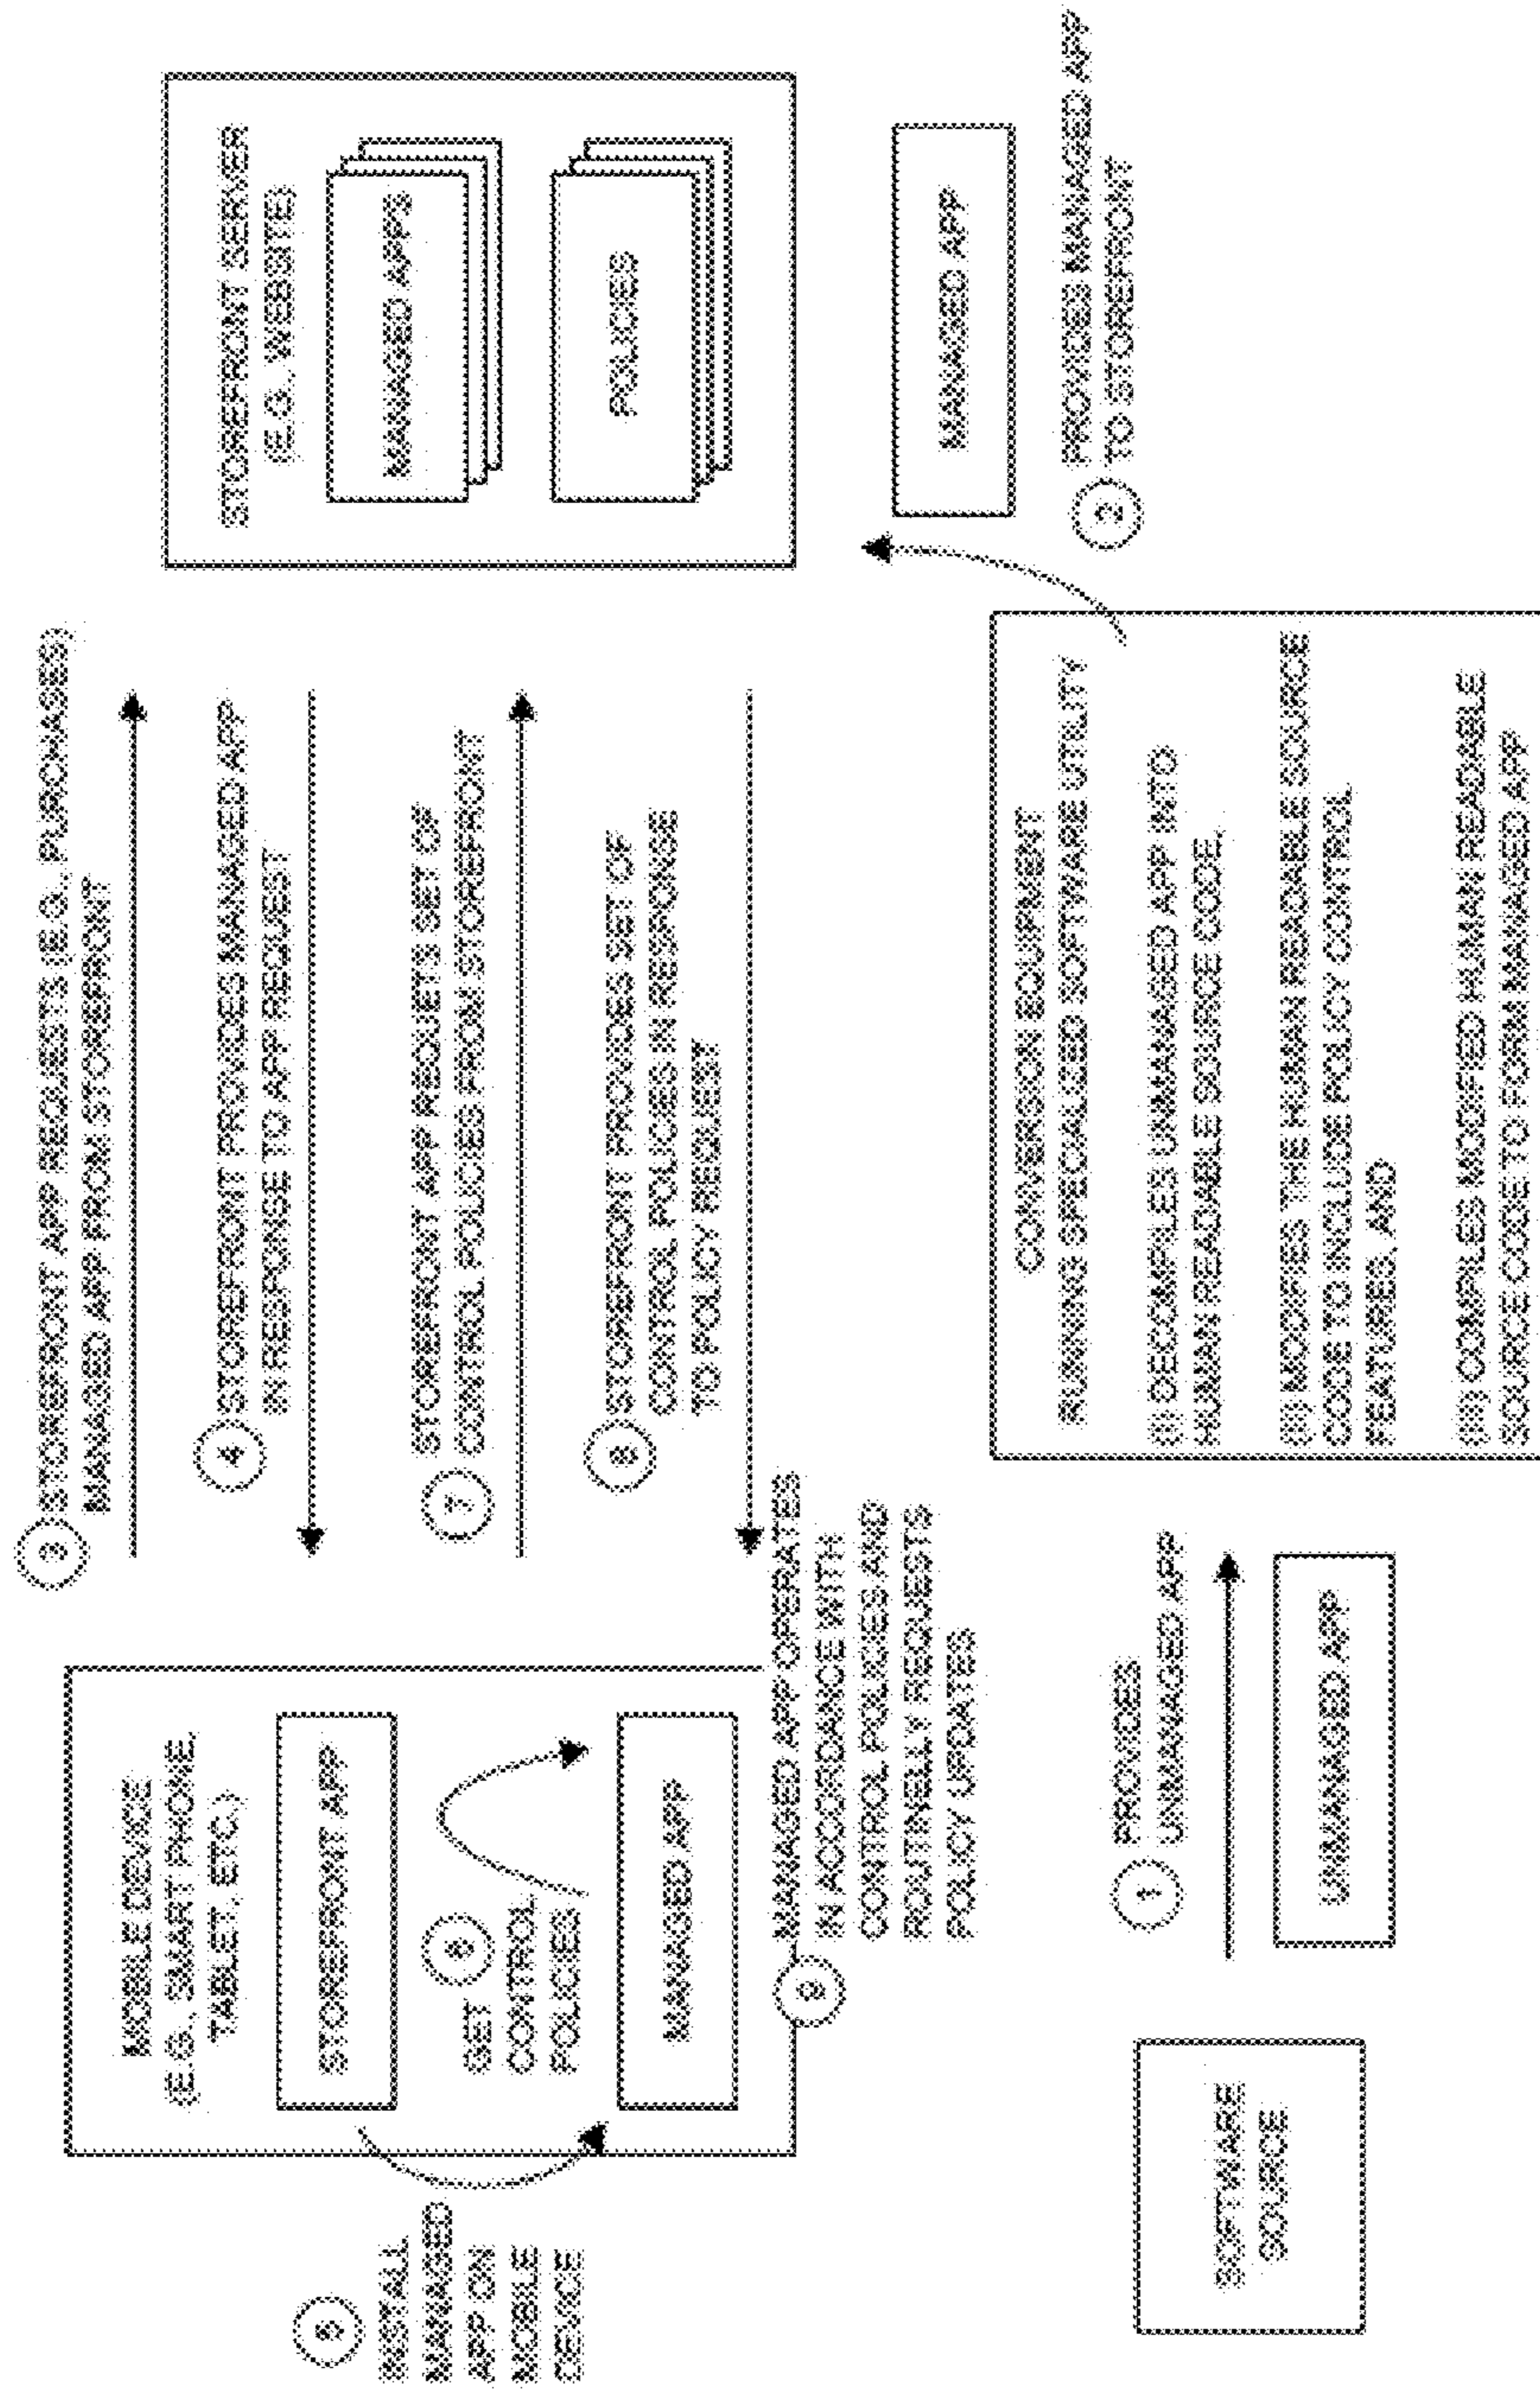 3
STOREFRONT APP REQUESTS (E.G., PURCHASES)
MANAGED APP FROM STOREFRONT
4
STOREFRONT PROVIDES MANAGED APP
IN RESPONSE TO APP REQUEST
7
STOREFRONT APP REQUETS SET OF
CONTROL POLICIES FROM STOREFRONT
8
STOREFRONT PROVIDES SET OF
CONTROL POLICIES IN RESPONSE
TO POLICY REQUEST
STOREFRONT SERVER
(E.G., WEBSITE)
MANAGED APPS
POLICIES
MOBILE DEVICE
(E.G., SMART PHONE,
TABLET, ETC.)
STOREFRONT APP
6
GET
CONTROL
POLICIES
MANAGED APP
5
INSTALL
MANAGED
APP ON
MOBILE
DEVICE
9
MANAGED APP OPERATES
IN ACCORDANCE WITH
CONTROL POLICIES AND
ROUTINELY REQUESTS
POLICY UPDATES
MANAGED APP
2
PROVIDES MANAGED APP
TO STOREFRONT
CONVERSION EQUIPMENT
RUNNING SPECIALIZED SOFTWARE UTILITY
(I) DECOMPILES UNMANAGED APP INTO
HUMAN READABLE SOURCE CODE,
(II) MODIFIES THE HUMAN READABLE SOURCE
CODE TO INCLUDE POLICY CONTROL
FEATURE, AND
(III) COMPILES MODIFIED HUMAN READABLE
SOURCE CODE TO FORM MANAGED APP
1
PROVIDES
UNMANAGED APP
UNMANAGED APP
SOFTWARE
SOURCE